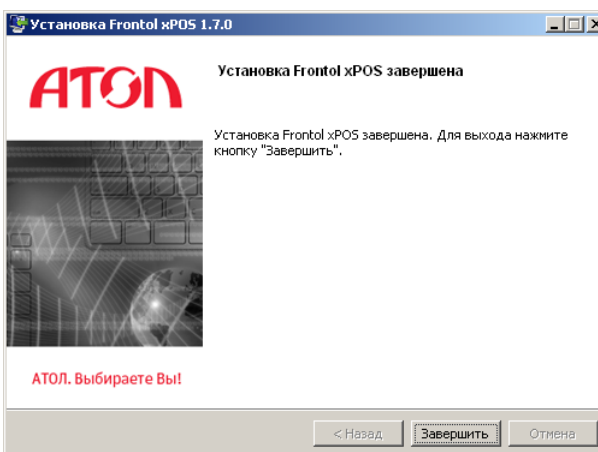 Установка Frontol xPOS 1.7.0
АТОЛ
Установка Frontol xPOS завершена
Установка Frontol xPOS завершена. Для выхода нажмите
кнопку "Завершить".
АТОЛ. Выбираете Вы!
< Назад
Завершить
Отмена